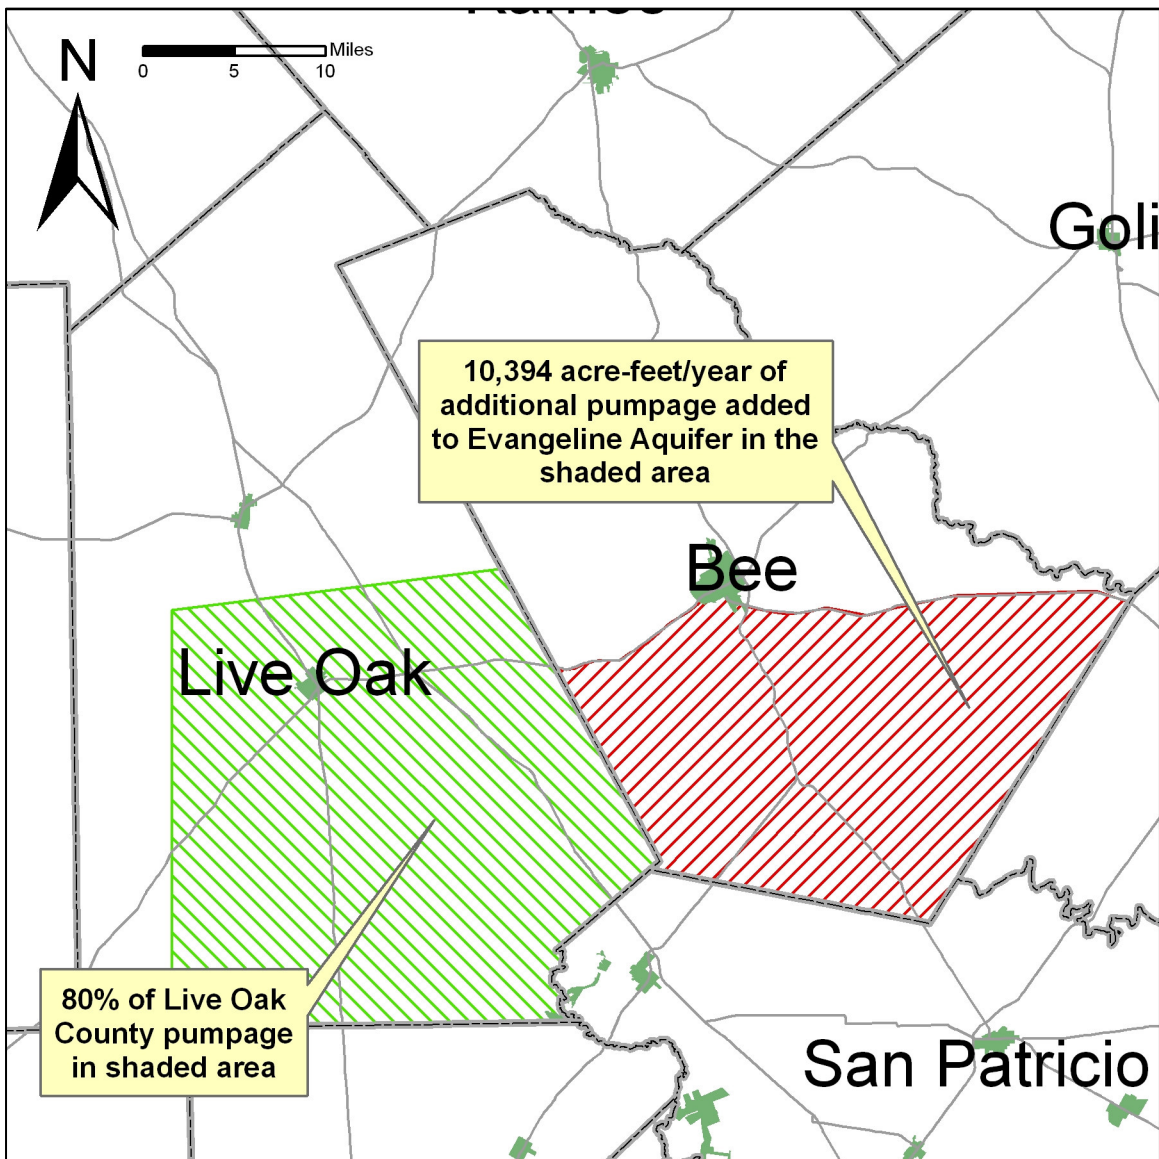 N
Miles
0 5 10
Goli
10,394 acre-feet/year of
additional pumpage added
to Evangeline Aquifer in the
shaded area
Bee
Live Oak
80% of Live Oak
County pumpage
in shaded area
San Patricio